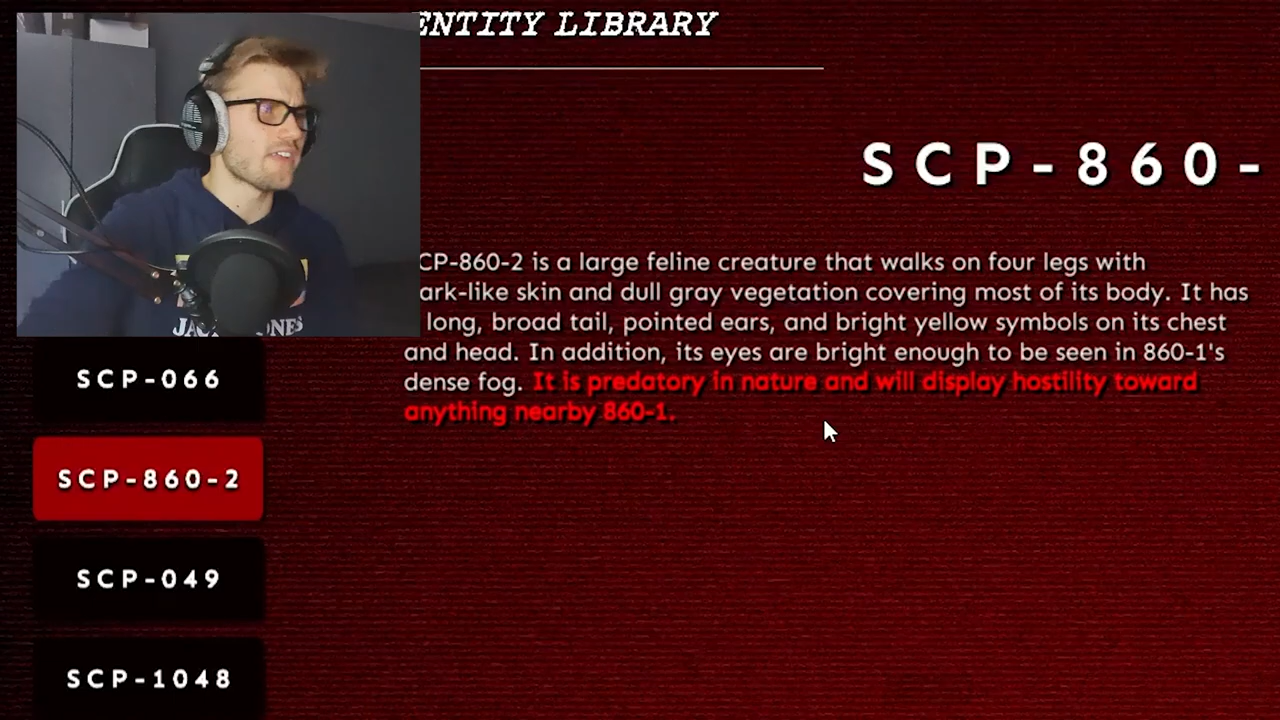 ENTITY LIBRARY
SCP-860-
CP-860-2 is a large feline creature that walks on four legs with
ark-like skin and dull gray vegetation covering most of its body. It has
long, broad tail, pointed ears, and bright yellow symbols on its chest
and head. In addition, its eyes are bright enough to be seen in 860-1's
dense fog. It is predatory in nature and will display hostility toward
anything nearby 860-1.
SCP-066
SCP-860-2
SCP-049
SCP-1048